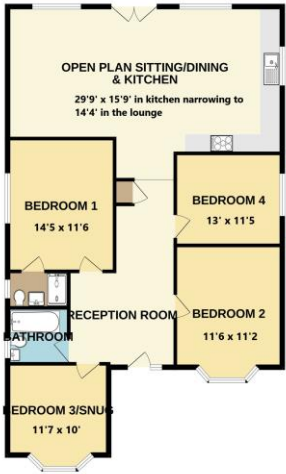 OPEN PLAN SITTING/DINING
& KITCHEN
29'9' x 15'9' in kitchen narrowing to
14'4' in the lounge
BEDROOM 1
14'5 x 11'6
BEDROOM 4
13' x 11'5
RECEPTION ROOM
BEDROOM 2
11'6 x 11'2
BATHROOM
BEDROOM 3/SNUG
11'7 x 10'